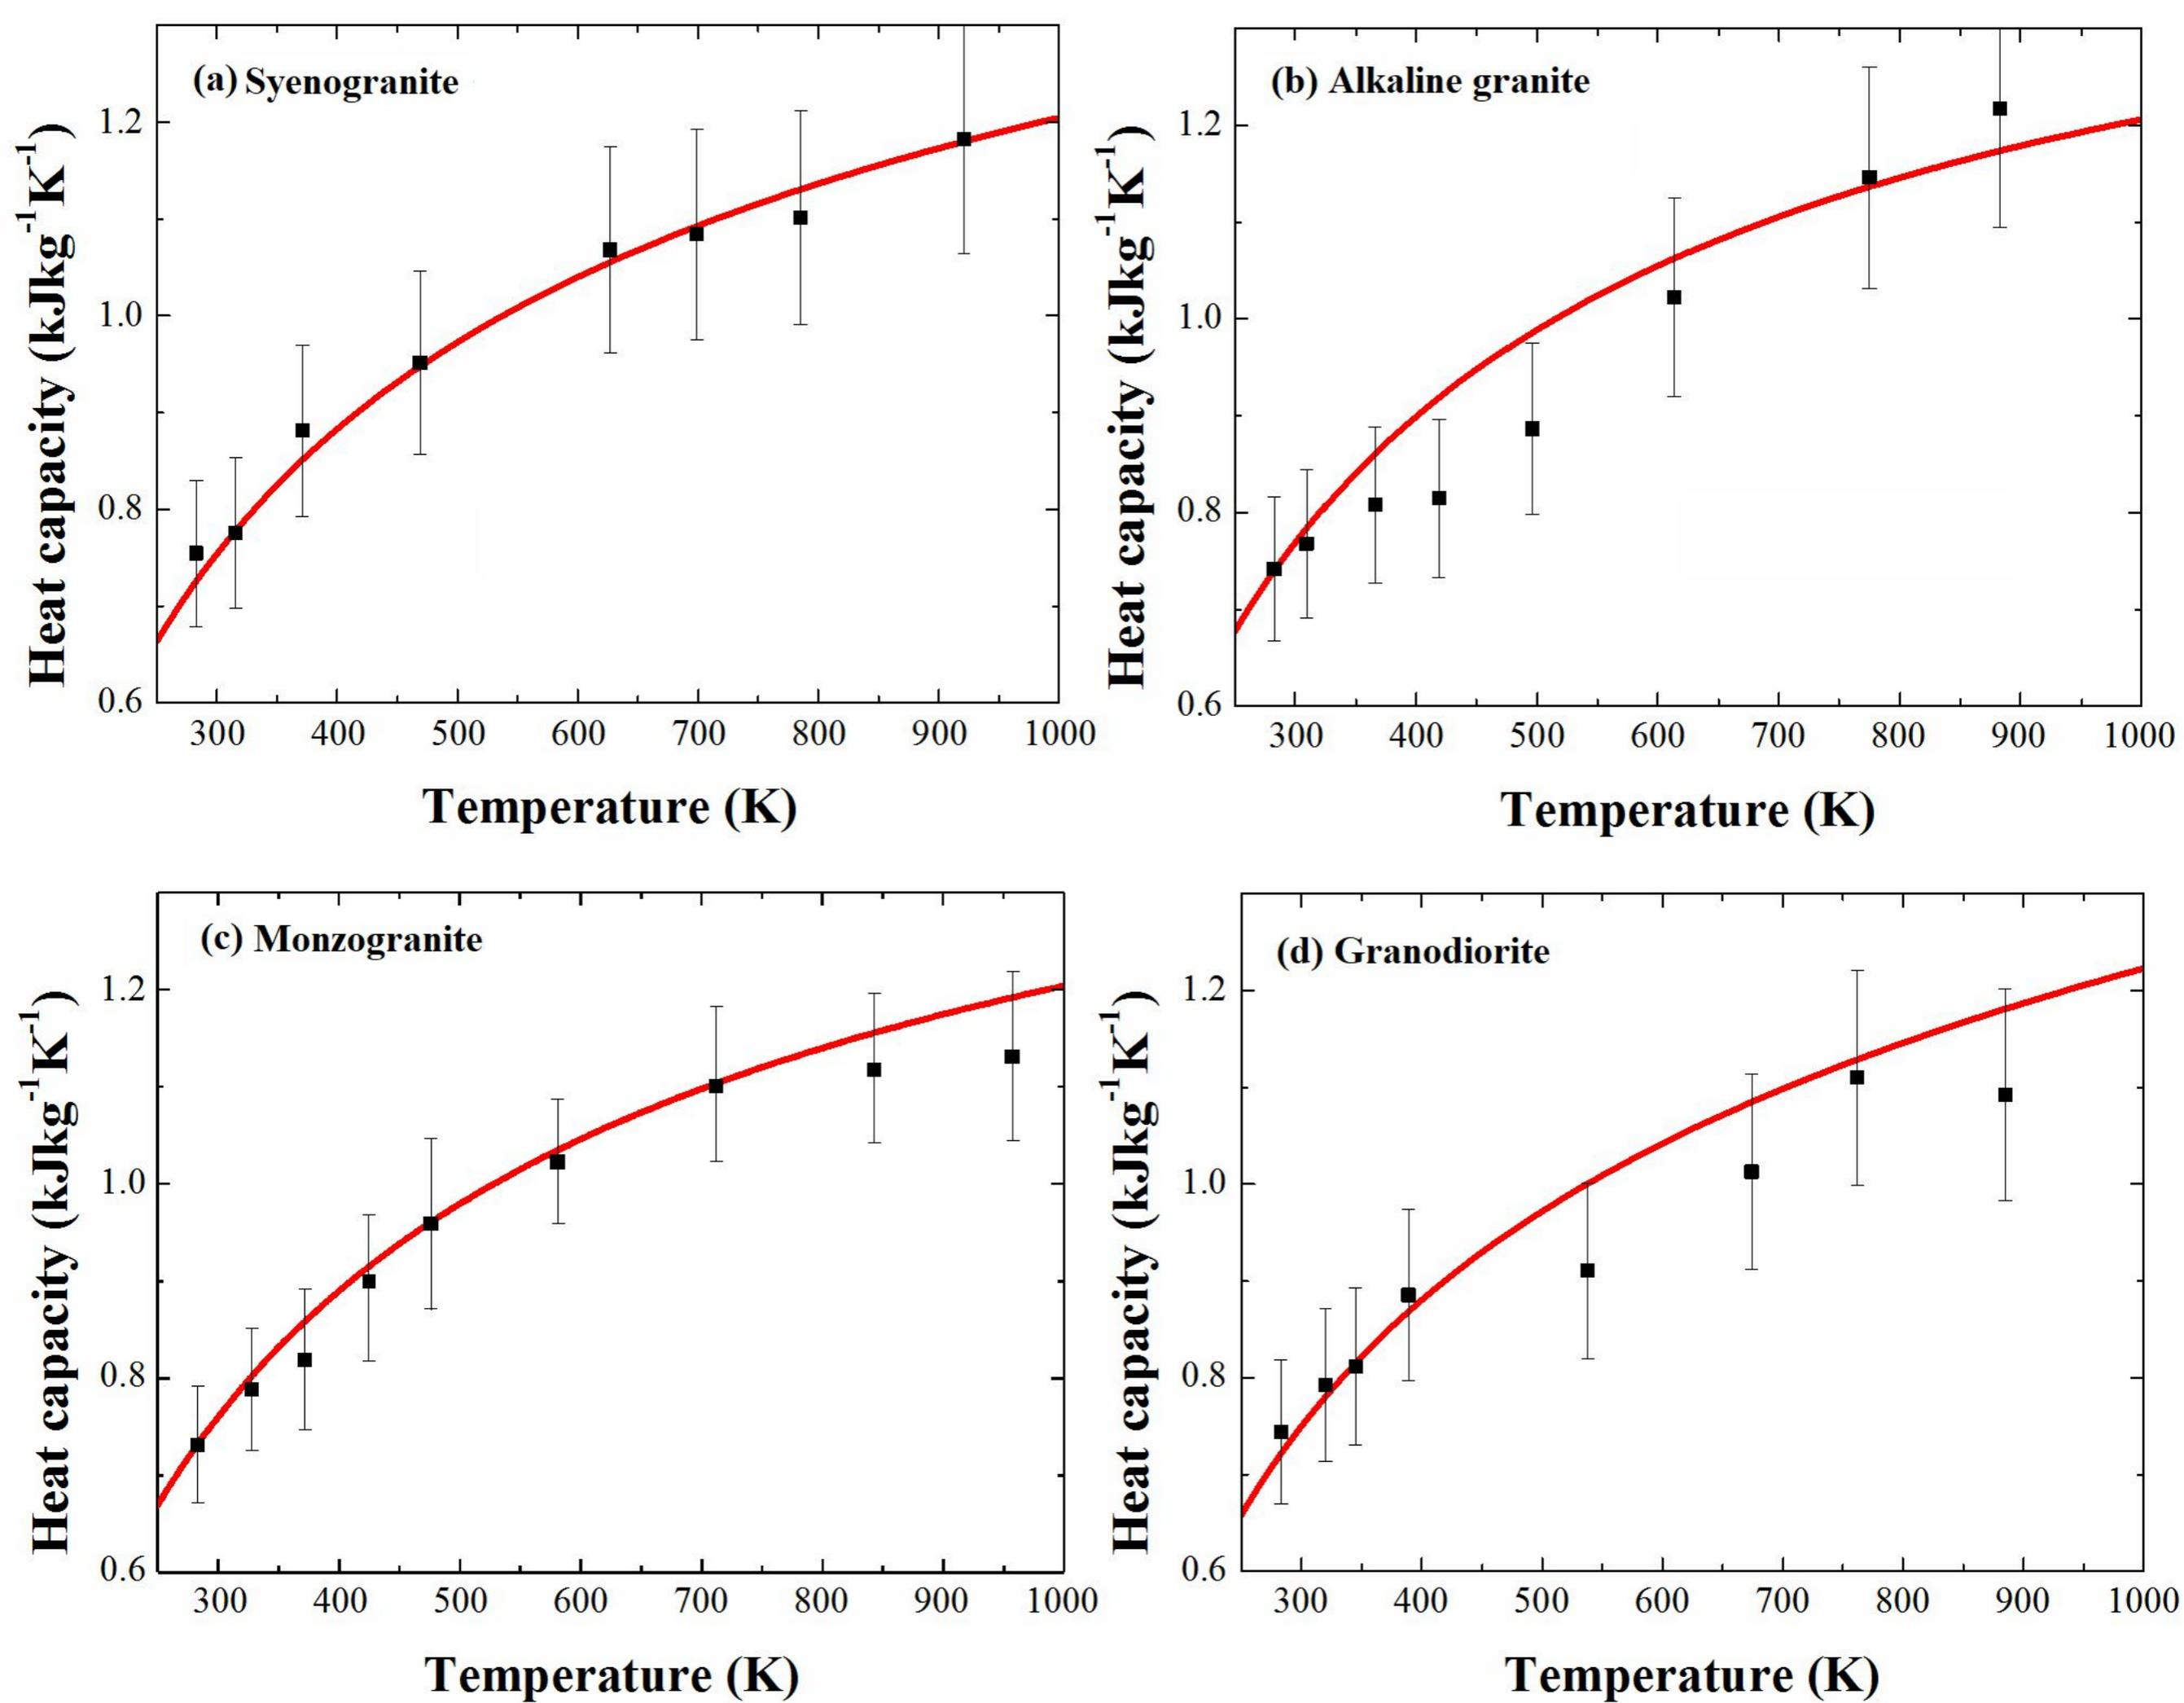 (a) Syenogranite
Heat capacity (kJkg⁻¹K⁻¹)
1.2
1.0
0.8
0.6
300 400 500 600 700 800 900 1000
Temperature (K)
(b) Alkaline granite
Heat capacity (kJkg⁻¹K⁻¹)
1.2
1.0
0.8
0.6
300 400 500 600 700 800 900 1000
Temperature (K)
(c) Monzogranite
Heat capacity (kJkg⁻¹K⁻¹)
1.2
1.0
0.8
0.6
300 400 500 600 700 800 900 1000
Temperature (K)
(d) Granodiorite
Heat capacity (kJkg⁻¹K⁻¹)
1.2
1.0
0.8
0.6
300 400 500 600 700 800 900 1000
Temperature (K)